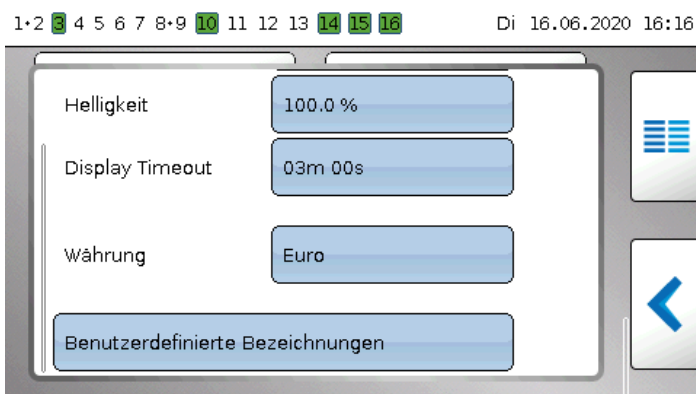 1+2 3 4 5 6 7 8+9 10 11 12 13 14 15 16 Di 16.06.2020 16:16
Helligkeit 100.0 %
Display Timeout 03m 00s
Währung Euro
Benutzerdefinierte Bezeichnungen